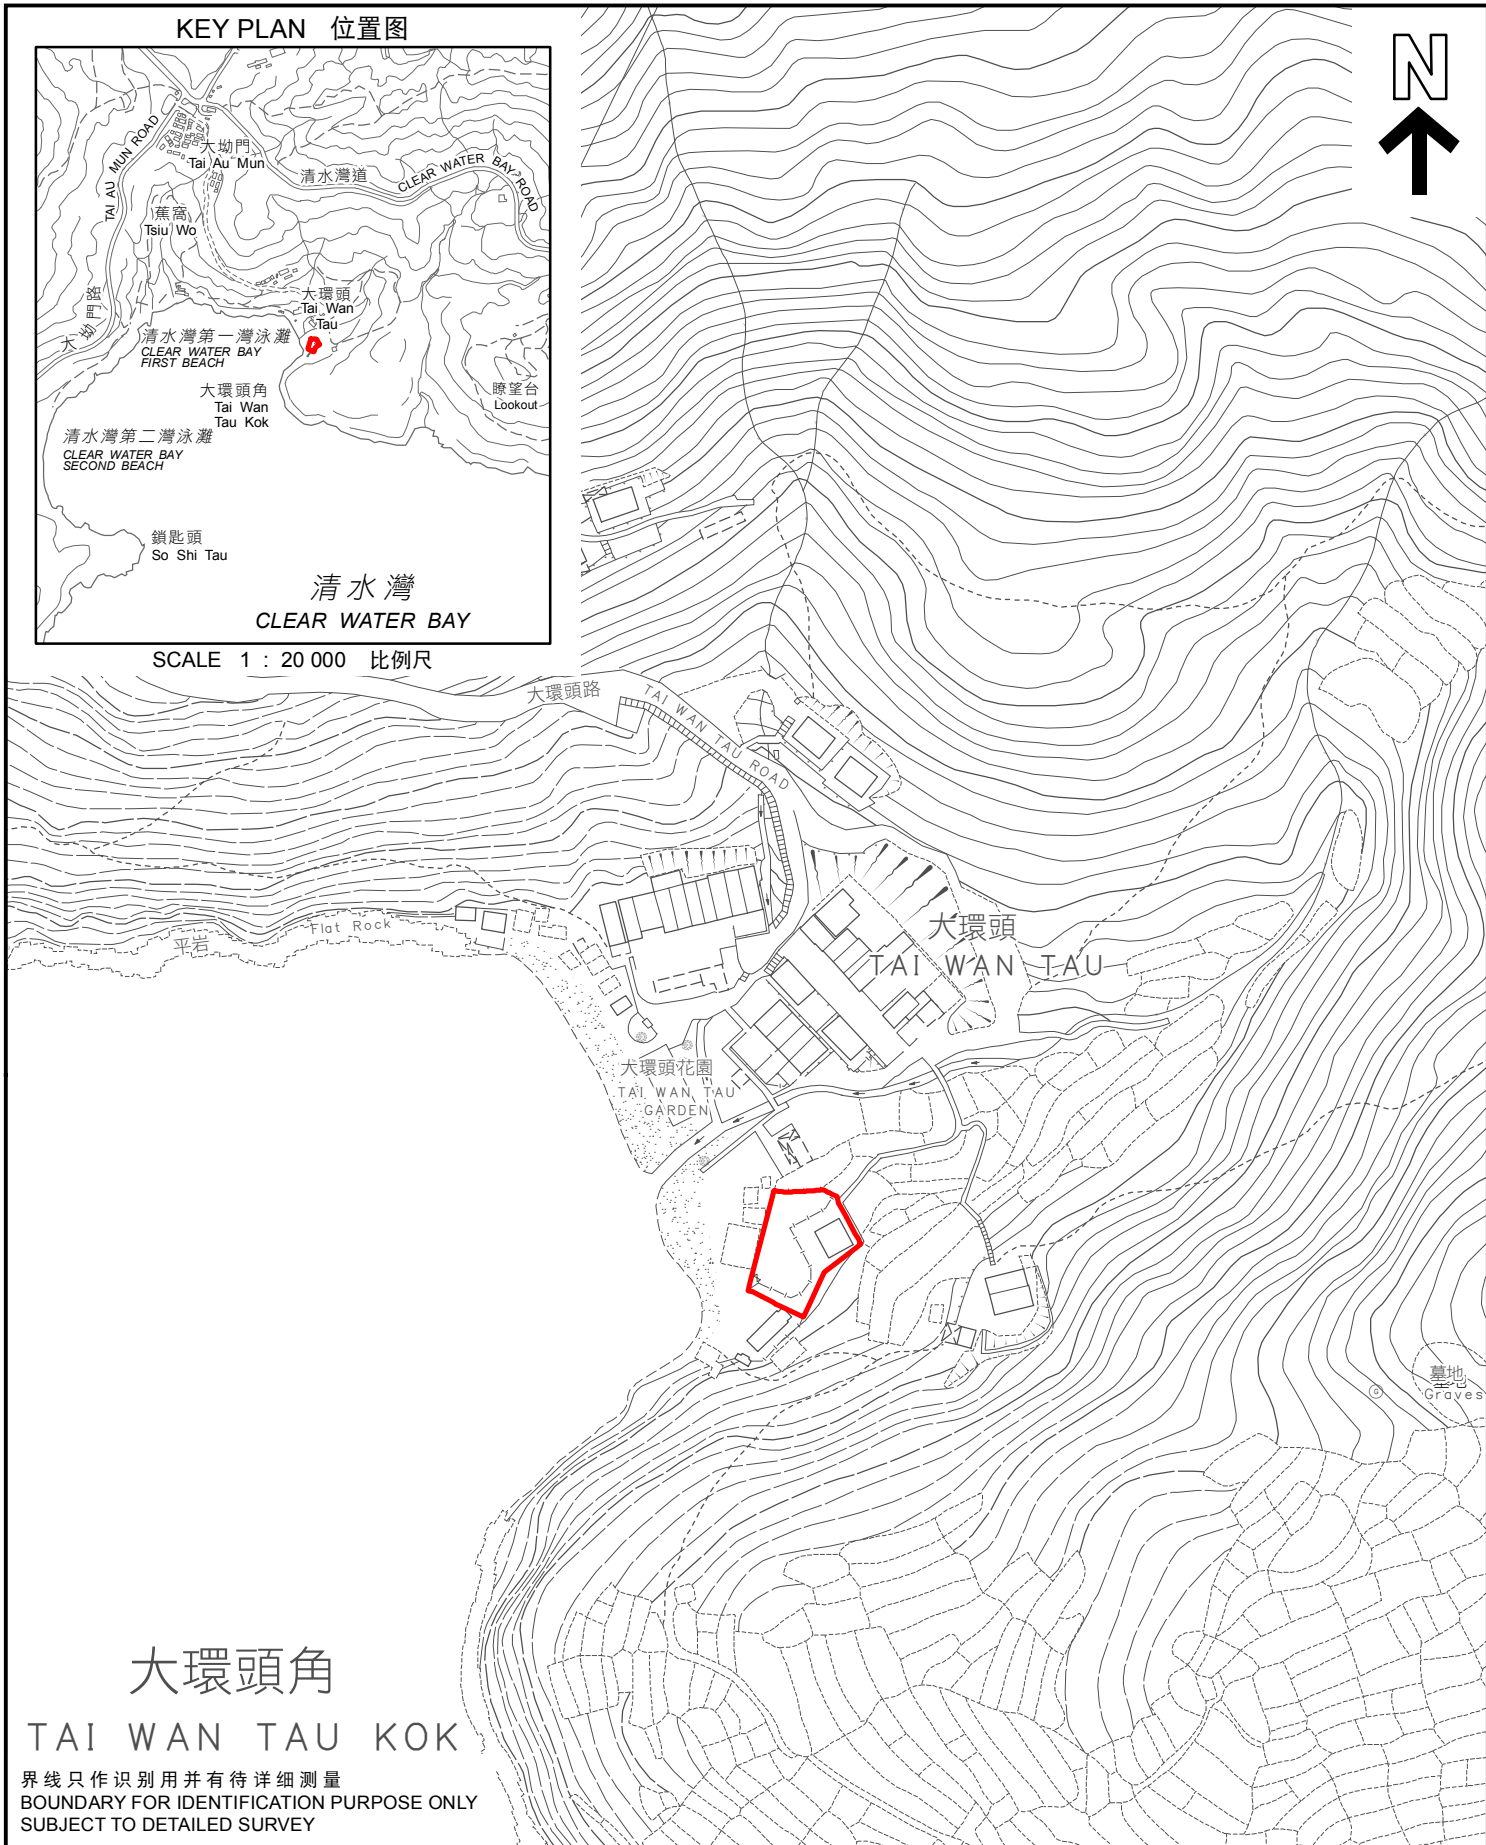 KEY PLAN 位置图
N
TAI AU MUN ROAD
大坳門
Tai Au Mun
清水灣道
CLEAR WATER BAY ROAD
蕉窩
Tsiu Wo
大環頭
Tai Wan
Tau
大坳門路
清水灣第一灣泳灘
CLEAR WATER BAY
FIRST BEACH
大環頭角
Tai Wan
Tau Kok
瞭望台
Lookout
清水灣第二灣泳灘
CLEAR WATER BAY
SECOND BEACH
鎖匙頭
So Shi Tau
清水灣
CLEAR WATER BAY
SCALE 1 : 20 000 比例尺
大環頭路
TAI WAN TAU ROAD
平岩
Flat Rock
大環頭
TAI WAN TAU
大環頭花園
TAI WAN TAU
GARDEN
墓地
Graves
G
大環頭角
TAI WAN TAU KOK
界线只作识别用并有待详细测量
BOUNDARY FOR IDENTIFICATION PURPOSE ONLY
SUBJECT TO DETAILED SURVEY